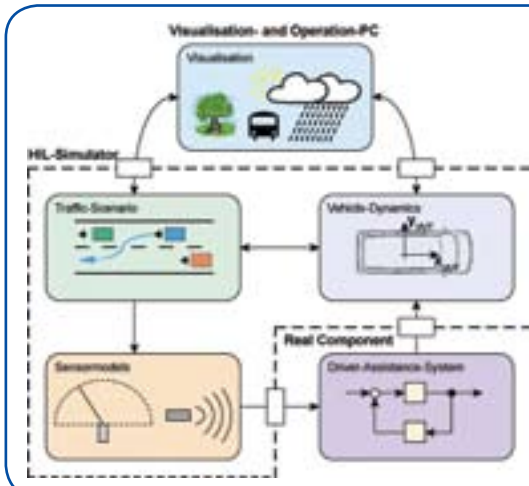 Visualisation- and Operation-PC
Visualisation
HiL-Simulator
Traffic-Scenario
Vehicle-Dynamics
Real Component
Sensormodels
Driver-Assistance-System